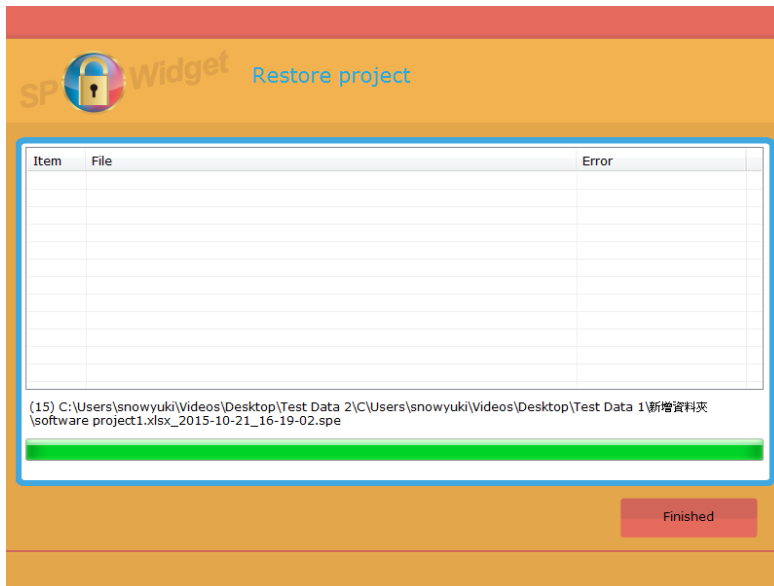 SP Widget
Restore project
Item File Error
(15) C:\Users\snowyuki\Videos\Desktop\Test Data 2\C\Users\snowyuki\Videos\Desktop\Test Data 1\新增資料夾
\software project1.xlsx_2015-10-21_16-19-02.spe
Finished